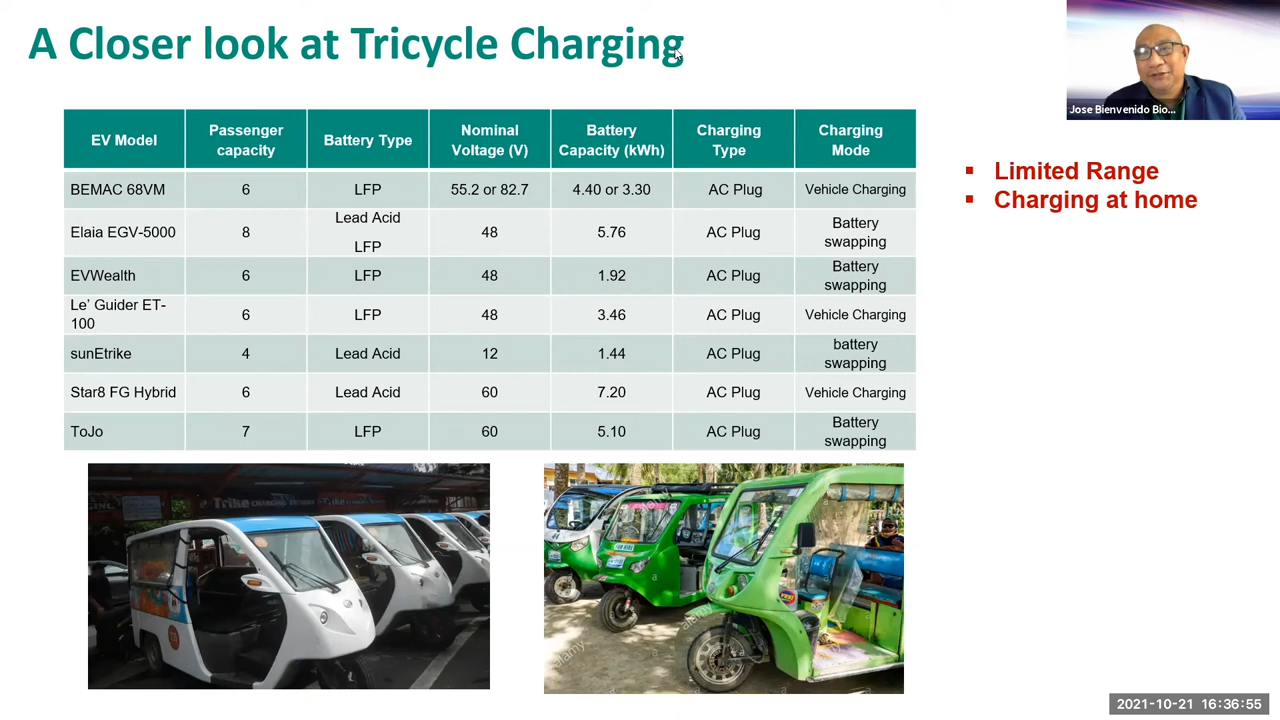 A Closer look at Tricycle Charging
Jose Bienvenido Bio...
EV Model
Passenger
capacity
Battery Type
Nominal
Voltage (V)
Battery
Capacity (kWh)
Charging
Type
Charging
Mode
BEMAC 68VM
6
LFP
55.2 or 82.7
4.40 or 3.30
AC Plug
Vehicle Charging
Elaia EGV-5000
8
Lead Acid
LFP
48
5.76
AC Plug
Battery
swapping
EVWealth
6
LFP
48
1.92
AC Plug
Battery
swapping
Le’ Guider ET-
100
6
LFP
48
3.46
AC Plug
Vehicle Charging
sunEtrike
4
Lead Acid
12
1.44
AC Plug
battery
swapping
Star8 FG Hybrid
6
Lead Acid
60
7.20
AC Plug
Vehicle Charging
ToJo
7
LFP
60
5.10
AC Plug
Battery
swapping
▪ Limited Range
▪ Charging at home
alamy
alamy
2021-10-21 16:36:55